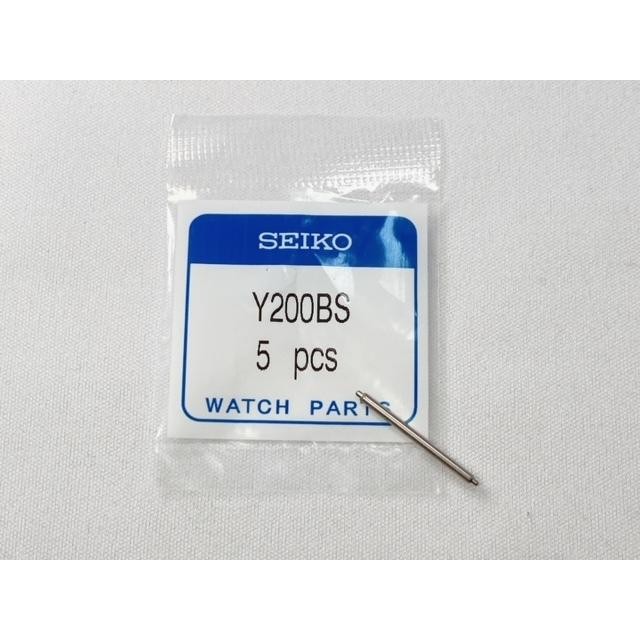 SEIKO
Y200BS
5 pcs
WATCH PARTS